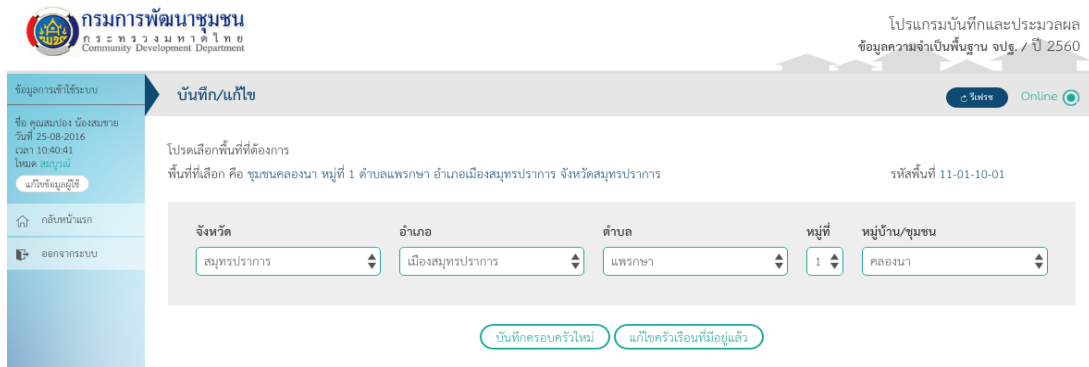 กรมการพัฒนาชุมชน
กระทรวงมหาดไทย
Community Development Department
โปรแกรมบันทึกและประมวลผล
ข้อมูลความจำเป็นพื้นฐาน จปฐ. / ปี 2560
ข้อมูลการเข้าใช้ระบบ
บันทึก/แก้ไข
รีเฟรช
Online
ชื่อ คุณสมปอง น้องสมชาย
วันที่ 25-08-2016
เวลา 10:40:41
โหมด สมบูรณ์
แก้ไขข้อมูลผู้ใช้
กลับหน้าแรก
ออกจากระบบ
โปรดเลือกพื้นที่ที่ต้องการ
พื้นที่ที่เลือก คือ ชุมชนคลองนา หมู่ที่ 1 ตำบลแพรกษา อำเภอเมืองสมุทรปราการ จังหวัดสมุทรปราการ
รหัสพื้นที่ 11-01-10-01
จังหวัด อำเภอ ตำบล หมู่ที่ หมู่บ้าน/ชุมชน
สมุทรปราการ เมืองสมุทรปราการ แพรกษา 1 คลองนา
บันทึกครอบครัวใหม่ แก้ไขครัวเรือนที่มีอยู่แล้ว